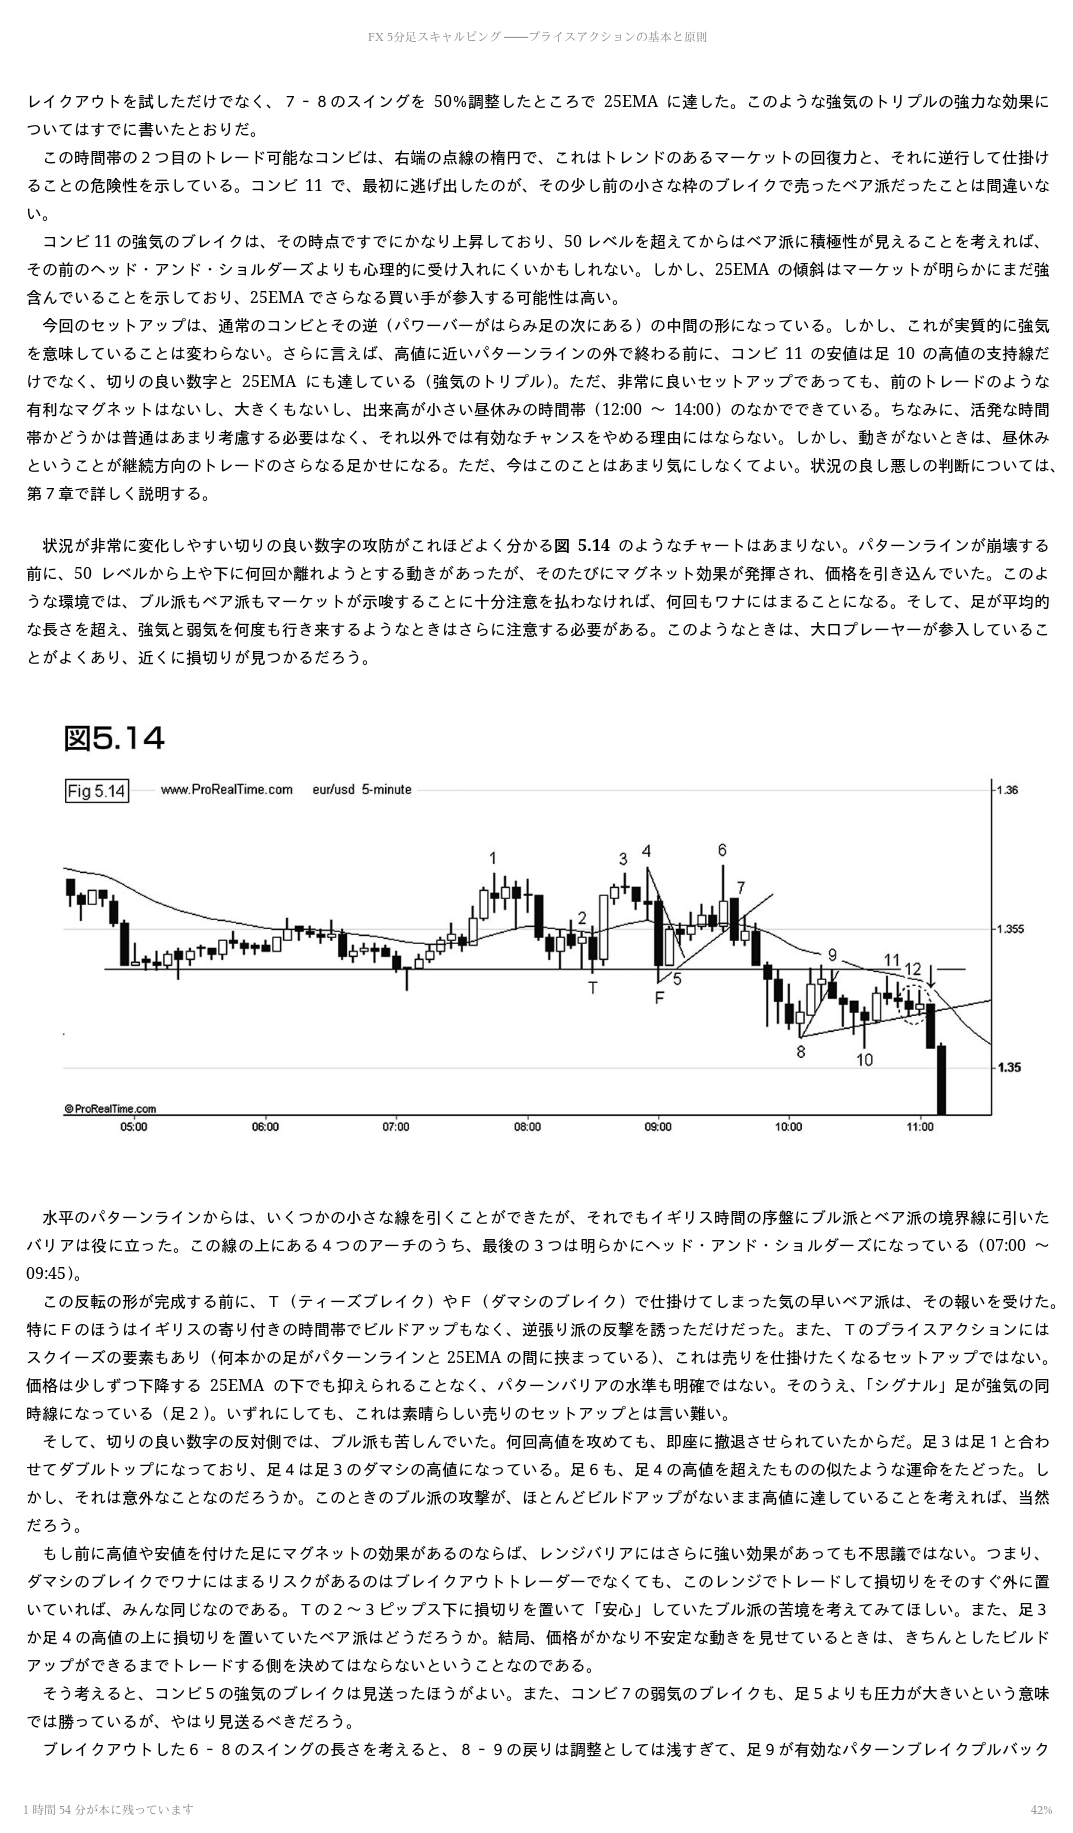 FX 5分足スキャルピング ――プライスアクションの基本と原則
レイクアウトを試しただけでなく、７‐８のスイングを 50%調整したところで 25EMA に達した。このような強気のトリプルの強力な効果に
ついてはすでに書いたとおりだ。
この時間帯の２つ目のトレード可能なコンビは、右端の点線の楕円で、これはトレンドのあるマーケットの回復力と、それに逆行して仕掛け
ることの危険性を示している。コンビ 11 で、最初に逃げ出したのが、その少し前の小さな枠のブレイクで売ったベア派だったことは間違いな
い。
コンビ 11 の強気のブレイクは、その時点ですでにかなり上昇しており、50 レベルを超えてからはベア派に積極性が見えることを考えれば、
その前のヘッド・アンド・ショルダーズよりも心理的に受け入れにくいかもしれない。しかし、25EMA の傾斜はマーケットが明らかにまだ強
含んでいることを示しており、25EMA でさらなる買い手が参入する可能性は高い。
今回のセットアップは、通常のコンビとその逆（パワーバーがはらみ足の次にある）の中間の形になっている。しかし、これが実質的に強気
を意味していることは変わらない。さらに言えば、高値に近いパターンラインの外で終わる前に、コンビ 11 の安値は足 10 の高値の支持線だ
けでなく、切りの良い数字と 25EMA にも達している（強気のトリプル）。ただ、非常に良いセットアップであっても、前のトレードのような
有利なマグネットはないし、大きくもないし、出来高が小さい昼休みの時間帯（12:00 ～ 14:00）のなかでできている。ちなみに、活発な時間
帯かどうかは普通はあまり考慮する必要はなく、それ以外では有効なチャンスをやめる理由にはならない。しかし、動きがないときは、昼休み
ということが継続方向のトレードのさらなる足かせになる。ただ、今はこのことはあまり気にしなくてよい。状況の良し悪しの判断については、
第７章で詳しく説明する。
状況が非常に変化しやすい切りの良い数字の攻防がこれほどよく分かる図 5.14 のようなチャートはあまりない。パターンラインが崩壊する
前に、50 レベルから上や下に何回か離れようとする動きがあったが、そのたびにマグネット効果が発揮され、価格を引き込んでいた。このよ
うな環境では、ブル派もベア派もマーケットが示唆することに十分注意を払わなければ、何回もワナにはまることになる。そして、足が平均的
な長さを超え、強気と弱気を何度も行き来するようなときはさらに注意する必要がある。このようなときは、大口プレーヤーが参入しているこ
とがよくあり、近くに損切りが見つかるだろう。
図5.14
Fig 5.14 www.ProRealTime.com eur/usd 5-minute
1.36
1 3 4 6
7
2
1.355
9 11 12
T F 5
8 10
1.35
©ProRealTime.com
05:00 06:00 07:00 08:00 09:00 10:00 11:00
水平のパターンラインからは、いくつかの小さな線を引くことができたが、それでもイギリス時間の序盤にブル派とベア派の境界線に引いた
バリアは役に立った。この線の上にある４つのアーチのうち、最後の３つは明らかにヘッド・アンド・ショルダーズになっている（07:00 ～
09:45）。
この反転の形が完成する前に、Ｔ（ティーズブレイク）やＦ（ダマシのブレイク）で仕掛けてしまった気の早いベア派は、その報いを受けた。
特にＦのほうはイギリスの寄り付きの時間帯でビルドアップもなく、逆張り派の反撃を誘っただけだった。また、Ｔのプライスアクションには
スクイーズの要素もあり（何本かの足がパターンラインと 25EMA の間に挟まっている）、これは売りを仕掛けたくなるセットアップではない。
価格は少しずつ下降する 25EMA の下でも抑えられることなく、パターンバリアの水準も明確ではない。そのうえ、「シグナル」足が強気の同
時線になっている（足２）。いずれにしても、これは素晴らしい売りのセットアップとは言い難い。
そして、切りの良い数字の反対側では、ブル派も苦しんでいた。何回高値を攻めても、即座に撤退させられていたからだ。足３は足１と合わ
せてダブルトップになっており、足４は足３のダマシの高値になっている。足６も、足４の高値を超えたものの似たような運命をたどった。し
かし、それは意外なことなのだろうか。このときのブル派の攻撃が、ほとんどビルドアップがないまま高値に達していることを考えれば、当然
だろう。
もし前に高値や安値を付けた足にマグネットの効果があるのならば、レンジバリアにはさらに強い効果があっても不思議ではない。つまり、
ダマシのブレイクでワナにはまるリスクがあるのはブレイクアウトトレーダーでなくても、このレンジでトレードして損切りをそのすぐ外に置
いていれば、みんな同じなのである。Ｔの２～３ピップス下に損切りを置いて「安心」していたブル派の苦境を考えてみてほしい。また、足３
か足４の高値の上に損切りを置いていたベア派はどうだろうか。結局、価格がかなり不安定な動きを見せているときは、きちんとしたビルド
アップができるまでトレードする側を決めてはならないということなのである。
そう考えると、コンビ５の強気のブレイクは見送ったほうがよい。また、コンビ７の弱気のブレイクも、足５よりも圧力が大きいという意味
では勝っているが、やはり見送るべきだろう。
ブレイクアウトした６‐８のスイングの長さを考えると、８‐９の戻りは調整としては浅すぎて、足９が有効なパターンブレイクプルバック
1 時間 54 分が本に残っています 42%